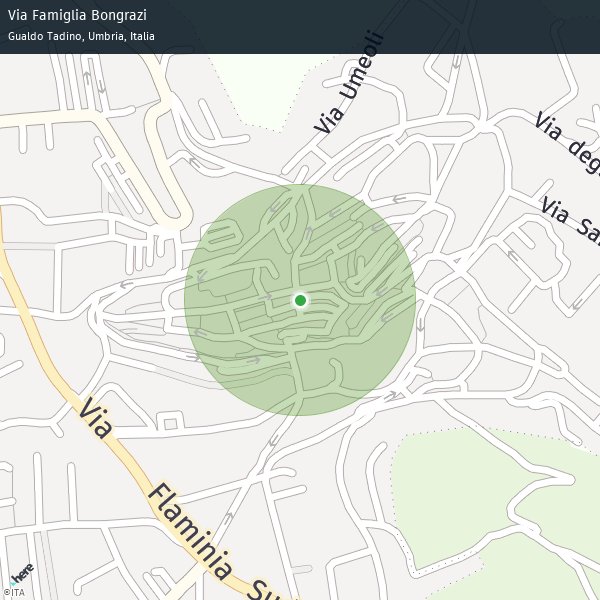 Via Famiglia Bongrazi
Gualdo Tadino, Umbria, Italia
Via Umeoli
Via deg
Via Sa
Via Flaminia Su
here
©ITA